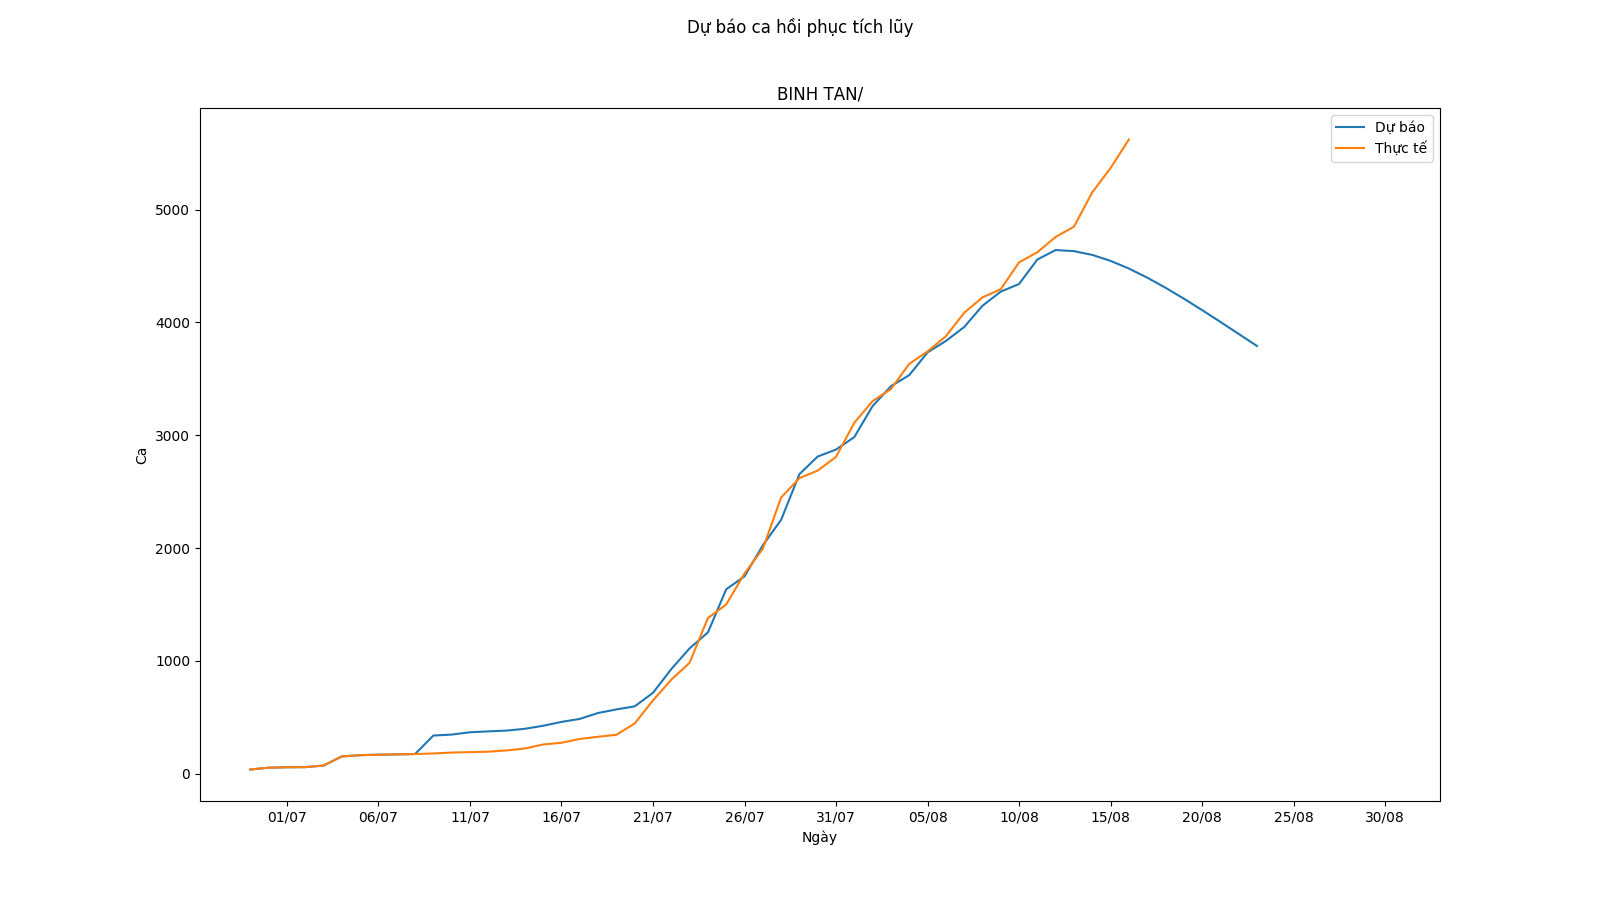 Dự báo ca hồi phục tích lũy
BINH TAN/
Dự báo
Thực tế
5000
4000
3000
2000
1000
0
Ca
01/07 06/07 11/07 16/07 21/07 26/07 31/07 05/08 10/08 15/08 20/08 25/08 30/08
Ngày